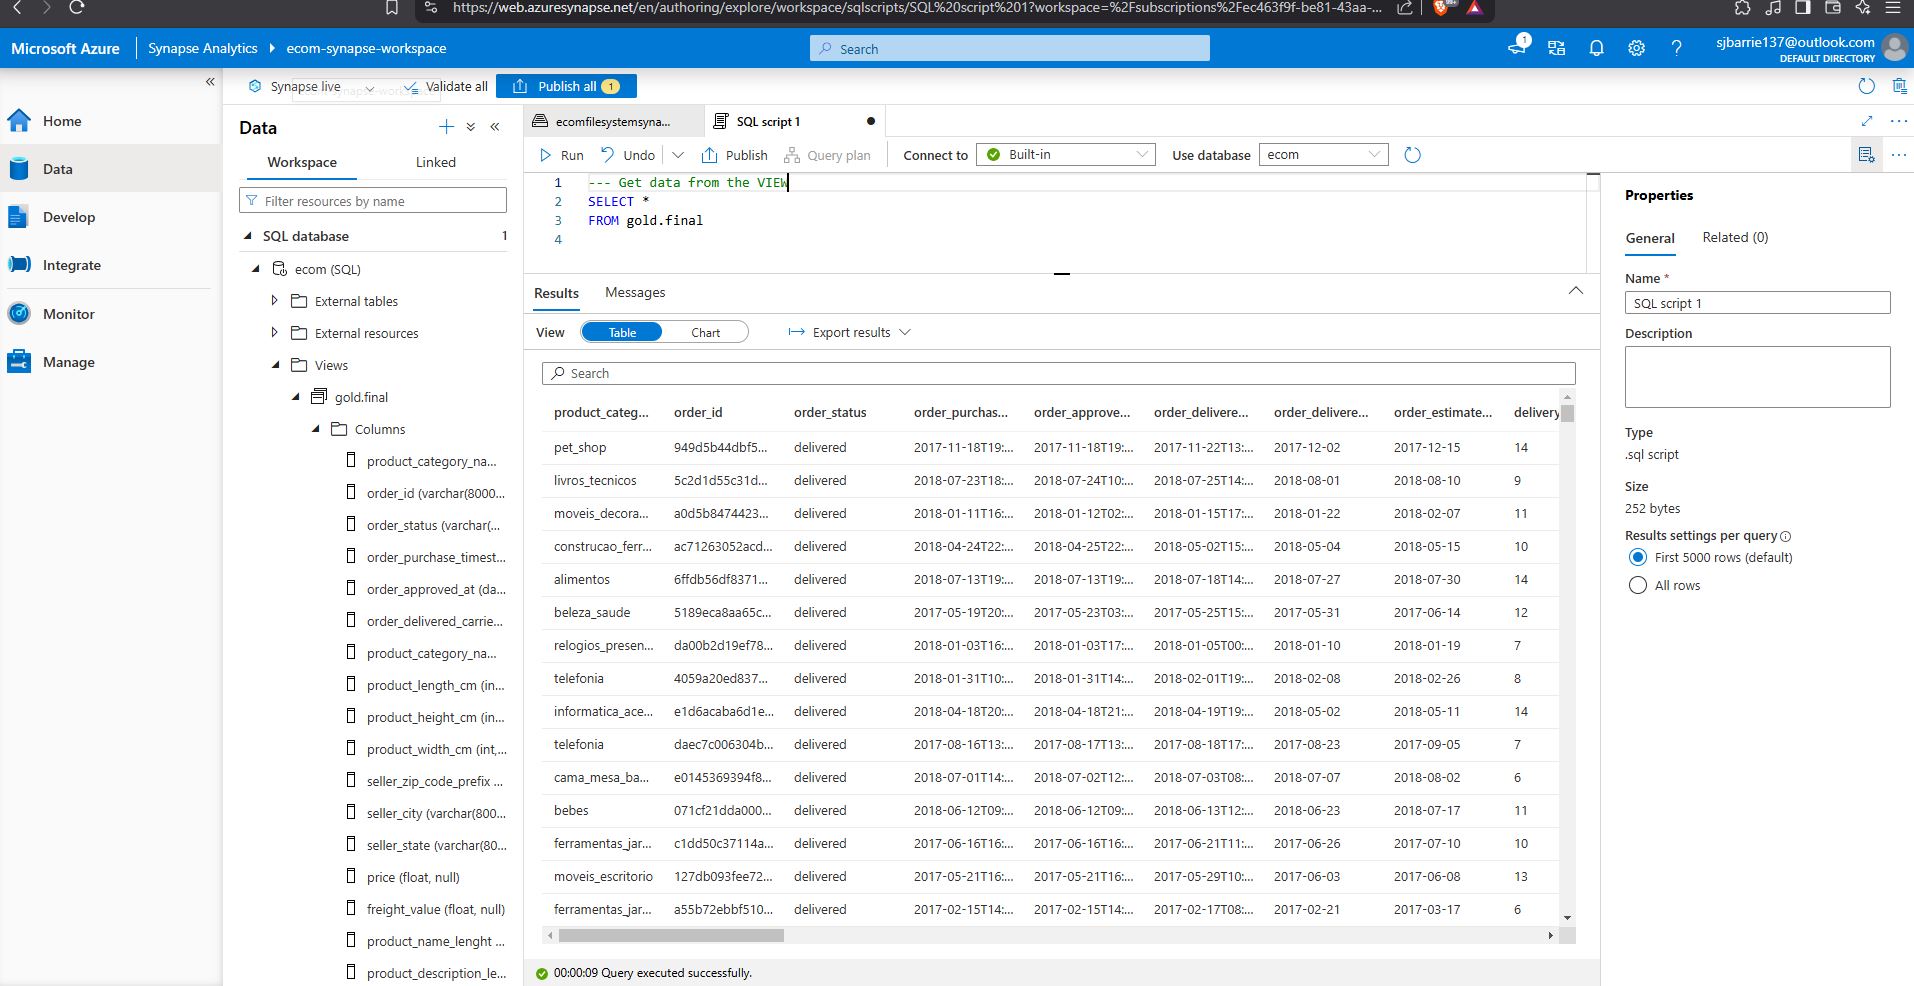 https://web.azuresynapse.net/en/authoring/explore/workspace/sqlscripts/SQL%20script%201?workspace=%2Fsubscriptions%2Fec463f9f-be81-43aa-...
99+
Microsoft Azure
Synapse Analytics
ecom-synapse-workspace
Search
1
sjbarrie137@outlook.com
DEFAULT DIRECTORY
Synapse live
Validate all
Publish all 1
Home
Data
Develop
Integrate
Monitor
Manage
Data
Workspace
Linked
Filter resources by name
SQL database 1
ecom (SQL)
External tables
External resources
Views
gold.final
Columns
product_category_na...
order_id (varchar(8000...
order_status (varchar(...
order_purchase_timest...
order_approved_at (da...
order_delivered_carrie...
product_category_na...
product_length_cm (in...
product_height_cm (in...
product_width_cm (int,...
seller_zip_code_prefix ...
seller_city (varchar(800...
seller_state (varchar(80...
price (float, null)
freight_value (float, null)
product_name_lenght ...
product_description_le...
ecomfilesystemsyna...
SQL script 1
Run
Undo
Publish
Query plan
Connect to
Built-in
Use database
ecom
1 --- Get data from the VIEW
2 SELECT *
3 FROM gold.final
4
Results
Messages
View
Table
Chart
Export results
Search
product_categ... order_id order_status order_purchas... order_approve... order_delivere... order_delivere... order_estimate... delivery
pet_shop 949d5b44dbf5... delivered 2017-11-18T19:... 2017-11-18T19:... 2017-11-22T13:... 2017-12-02 2017-12-15 14
livros_tecnicos 5c2d1d55c31d... delivered 2018-07-23T18:... 2018-07-24T10:... 2018-07-25T14:... 2018-08-01 2018-08-10 9
moveis_decora... a0d5b8474423... delivered 2018-01-11T16:... 2018-01-12T02:... 2018-01-15T17:... 2018-01-22 2018-02-07 11
construcao_ferr... ac71263052acd... delivered 2018-04-24T22:... 2018-04-25T22:... 2018-05-02T15:... 2018-05-04 2018-05-15 10
alimentos 6ffdb56df8371... delivered 2018-07-13T19:... 2018-07-13T19:... 2018-07-18T14:... 2018-07-27 2018-07-30 14
beleza_saude 5189eca8aa65c... delivered 2017-05-19T20:... 2017-05-23T03:... 2017-05-25T15:... 2017-05-31 2017-06-14 12
relogios_presen... da00b2d19ef78... delivered 2018-01-03T16:... 2018-01-03T17:... 2018-01-05T00:... 2018-01-10 2018-01-19 7
telefonia 4059a20ed837... delivered 2018-01-31T10:... 2018-01-31T14:... 2018-02-01T19:... 2018-02-08 2018-02-26 8
informatica_ace... e1d6acaba6d1e... delivered 2018-04-18T20:... 2018-04-18T21:... 2018-04-19T19:... 2018-05-02 2018-05-11 14
telefonia daec7c006304b... delivered 2017-08-16T13:... 2017-08-17T13:... 2017-08-18T17:... 2017-08-23 2017-09-05 7
cama_mesa_ba... e0145369394f8... delivered 2018-07-01T14:... 2018-07-02T12:... 2018-07-03T08:... 2018-07-07 2018-08-02 6
bebes 071cf21dda000... delivered 2018-06-12T09:... 2018-06-12T09:... 2018-06-13T12:... 2018-06-23 2018-07-17 11
ferramentas_jar... c1dd50c37114a... delivered 2017-06-16T16:... 2017-06-16T16:... 2017-06-21T11:... 2017-06-26 2017-07-10 10
moveis_escritorio 127db093fee72... delivered 2017-05-21T16:... 2017-05-21T16:... 2017-05-29T10:... 2017-06-03 2017-06-08 13
ferramentas_jar... a55b72ebbf510... delivered 2017-02-15T14:... 2017-02-15T14:... 2017-02-17T08:... 2017-02-21 2017-03-17 6
00:00:09 Query executed successfully.
Properties
General
Related (0)
Name *
SQL script 1
Description
Type
.sql script
Size
252 bytes
Results settings per query
First 5000 rows (default)
All rows